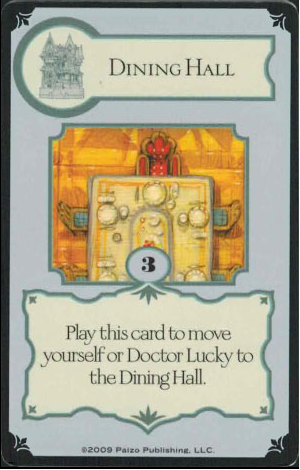 DINING HALL
3
Play this card to move
yourself or Doctor Lucky to
the Dining Hall.
©2009 Paizo Publishing, LLC.